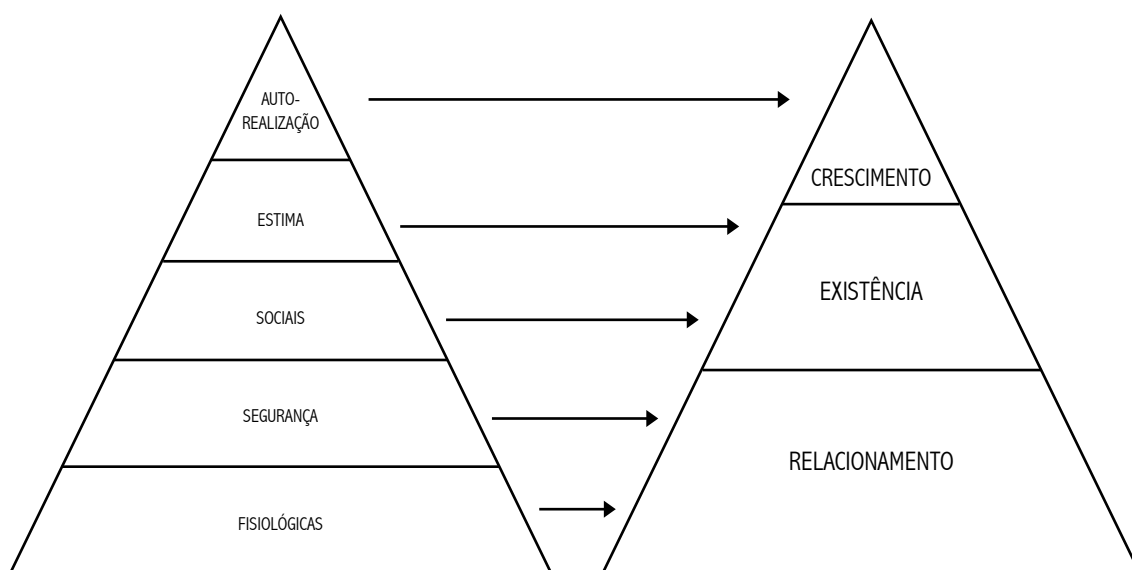 AUTO-
REALIZAÇÃO
ESTIMA
SOCIAIS
SEGURANÇA
FISIOLÓGICAS
CRESCIMENTO
EXISTÊNCIA
RELACIONAMENTO